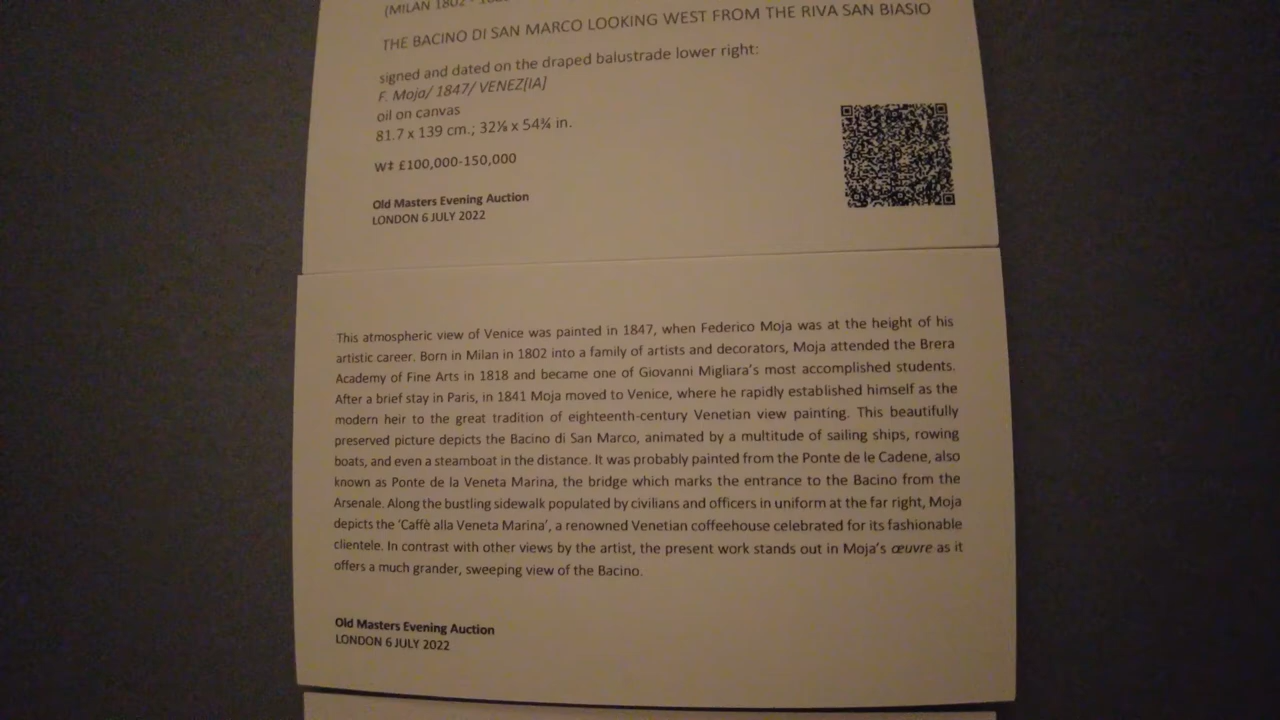 (MILAN 1802 -
THE BACINO DI SAN MARCO LOOKING WEST FROM THE RIVA SAN BIASIO
signed and dated on the draped balustrade lower right:
F. Moja/ 1847/ VENEZ[IA]
oil on canvas
81.7 x 139 cm.; 32⅛ x 54¾ in.
W‡ £100,000-150,000
Old Masters Evening Auction
LONDON 6 JULY 2022
This atmospheric view of Venice was painted in 1847, when Federico Moja was at the height of his
artistic career. Born in Milan in 1802 into a family of artists and decorators, Moja attended the Brera
Academy of Fine Arts in 1818 and became one of Giovanni Migliara's most accomplished students.
After a brief stay in Paris, in 1841 Moja moved to Venice, where he rapidly established himself as the
modern heir to the great tradition of eighteenth-century Venetian view painting. This beautifully
preserved picture depicts the Bacino di San Marco, animated by a multitude of sailing ships, rowing
boats, and even a steamboat in the distance. It was probably painted from the Ponte de le Cadene, also
known as Ponte de la Veneta Marina, the bridge which marks the entrance to the Bacino from the
Arsenale. Along the bustling sidewalk populated by civilians and officers in uniform at the far right, Moja
depicts the 'Caffè alla Veneta Marina', a renowned Venetian coffeehouse celebrated for its fashionable
clientele. In contrast with other views by the artist, the present work stands out in Moja's œuvre as it
offers a much grander, sweeping view of the Bacino.
Old Masters Evening Auction
LONDON 6 JULY 2022